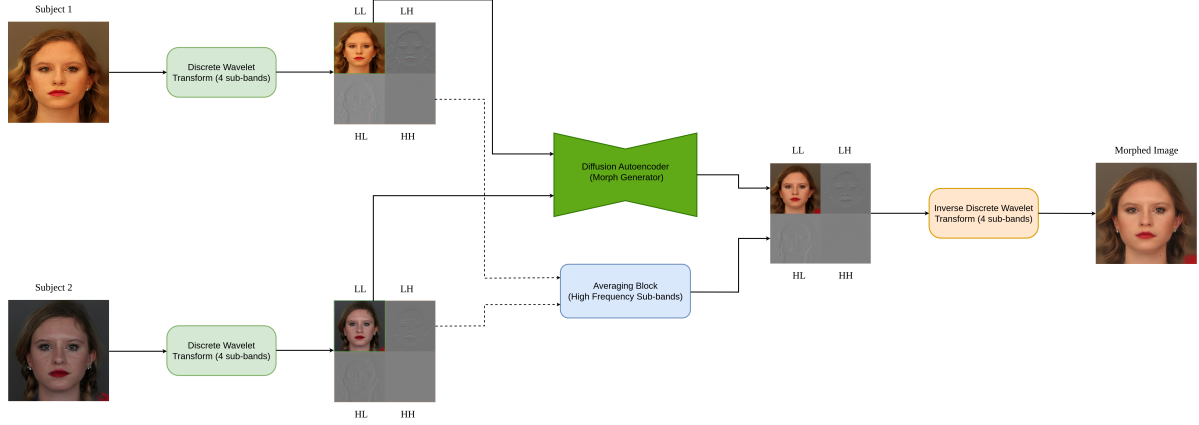 Subject 1
LL
LH
Discrete Wavelet
Transform (4 sub-bands)
HL
HH
Diffusion Autoencoder
(Morph Generator)
LL
LH
Morphed Image
Inverse Discrete Wavelet
Transform (4 sub-bands)
HL
HH
Averaging Block
(High Frequency Sub-bands)
Subject 2
LL
LH
Discrete Wavelet
Transform (4 sub-bands)
HL
HH